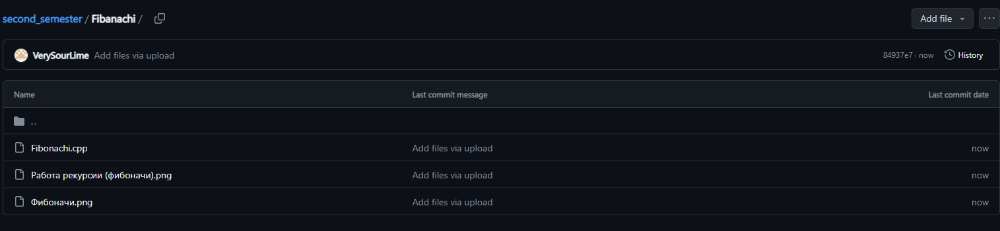 second_semester / Fibanachi /
Add file
VerySourLime Add files via upload
84937e7 · now
History
Name Last commit message Last commit date
..
Fibonachi.cpp Add files via upload now
Работа рекурсии (фибоначи).png Add files via upload now
Фибоначи.png Add files via upload now